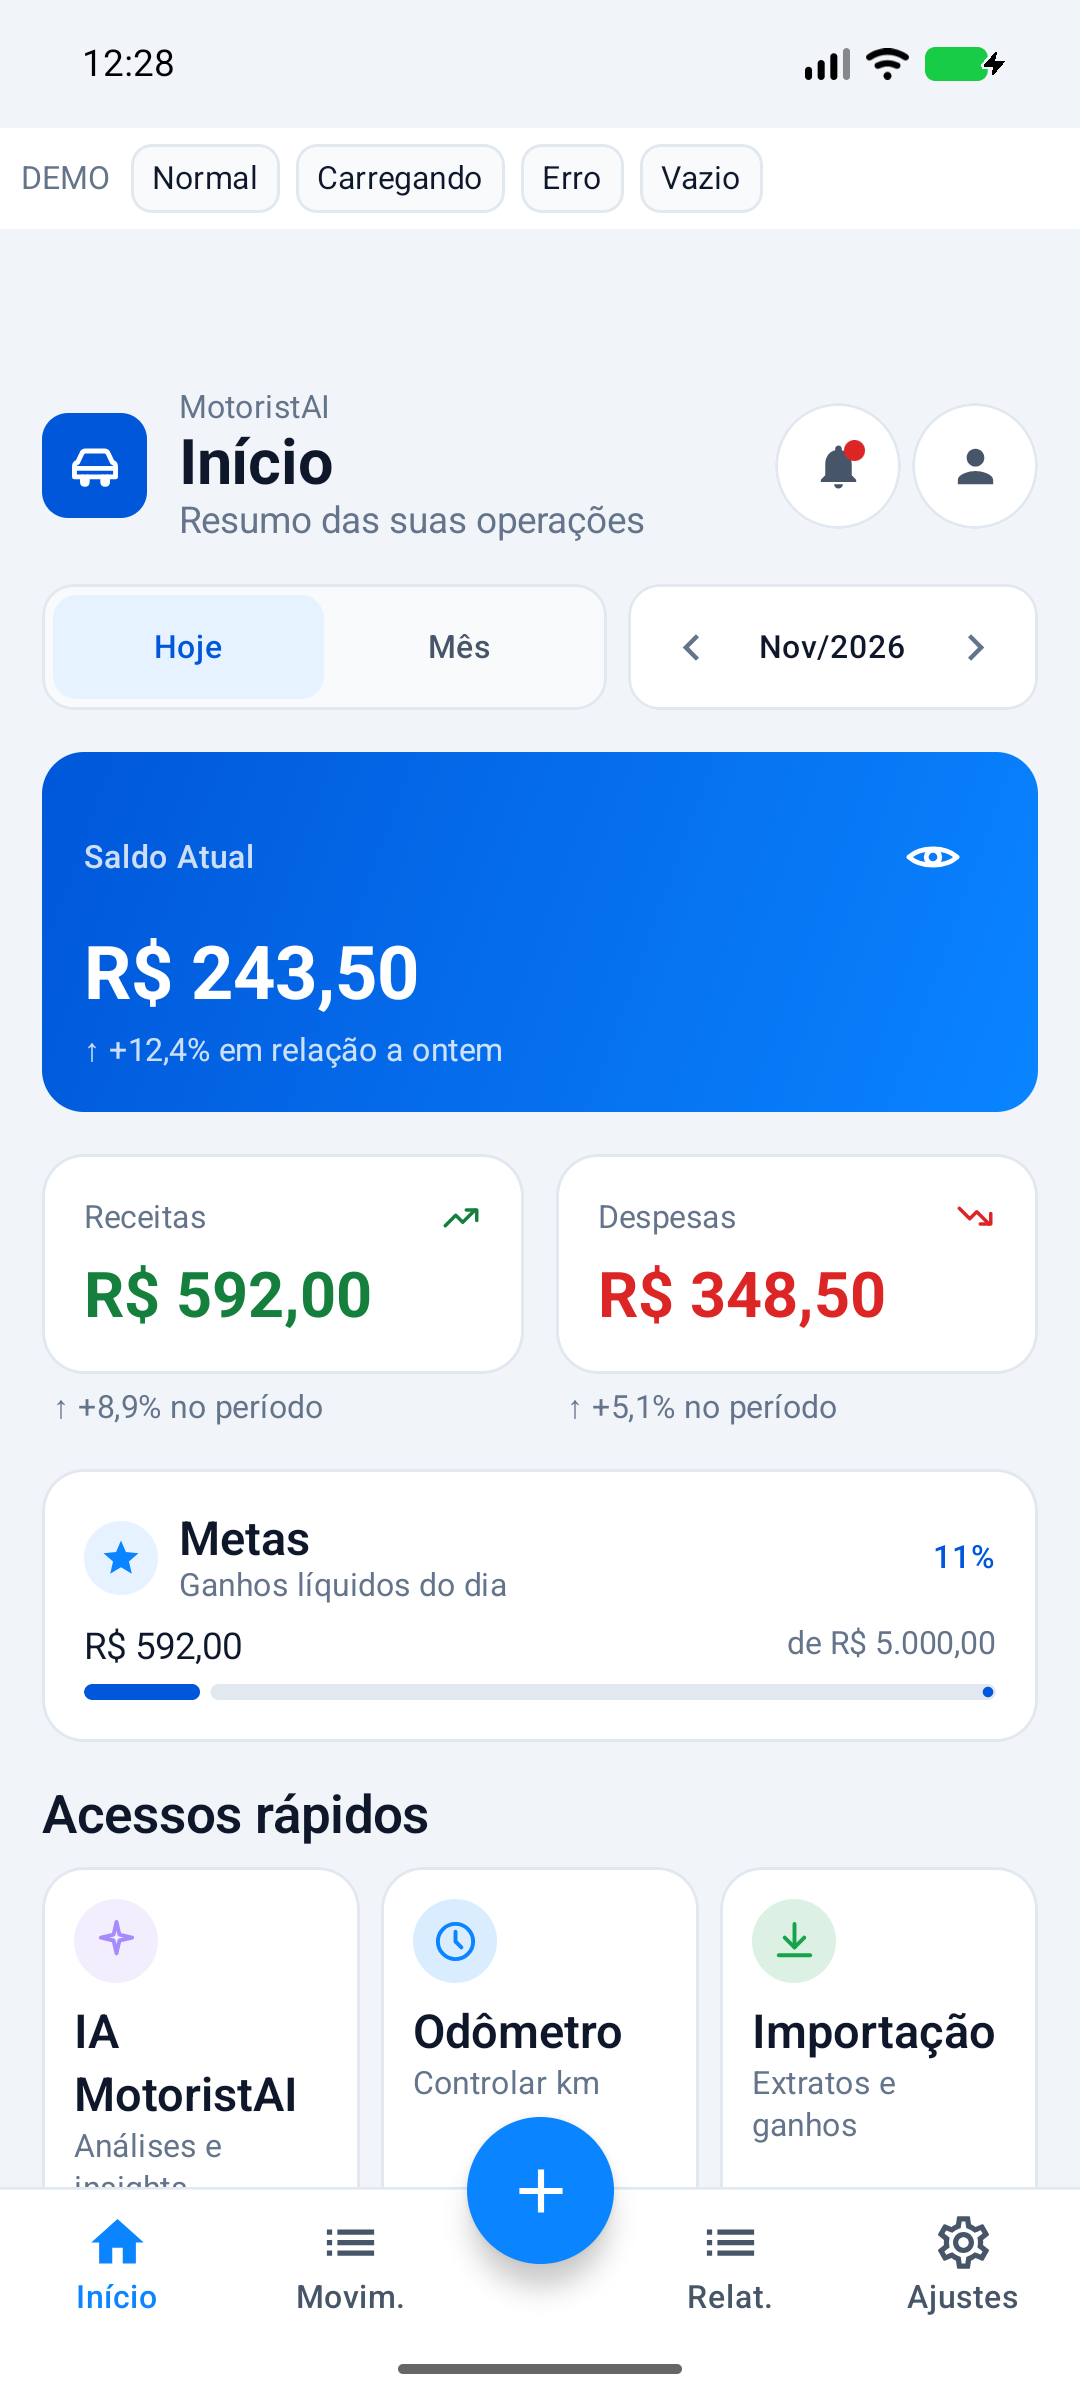 12:28
DEMO Normal Carregando Erro Vazio
MotoristAI
Início
Resumo das suas operações
Hoje Mês Nov/2026
Saldo Atual
R$ 243,50
↑ +12,4% em relação a ontem
Receitas
R$ 592,00
↑ +8,9% no período
Despesas
R$ 348,50
↑ +5,1% no período
Metas
Ganhos líquidos do dia
11%
R$ 592,00 de R$ 5.000,00
Acessos rápidos
IA
MotoristAI
Análises e
insights
Odômetro
Controlar km
Importação
Extratos e
ganhos
Início Movim. Relat. Ajustes